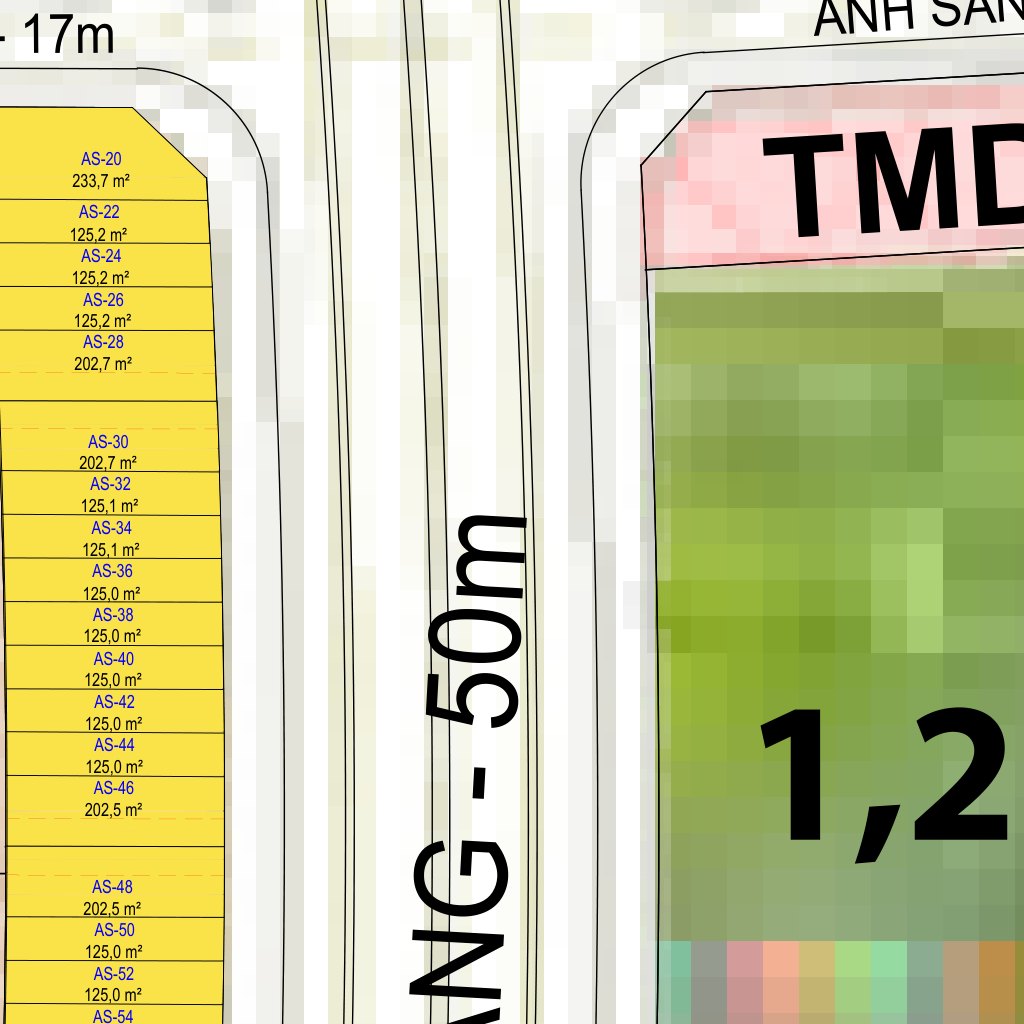 - 17m
ANH SAN
AS-20
233,7 m²
AS-22
125,2 m²
AS-24
125,2 m²
AS-26
125,2 m²
AS-28
202,7 m²
AS-30
202,7 m²
AS-32
125,1 m²
AS-34
125,1 m²
AS-36
125,0 m²
AS-38
125,0 m²
AS-40
125,0 m²
AS-42
125,0 m²
AS-44
125,0 m²
AS-46
202,5 m²
AS-48
202,5 m²
AS-50
125,0 m²
AS-52
125,0 m²
AS-54
ANG - 50m
TMD
1,2